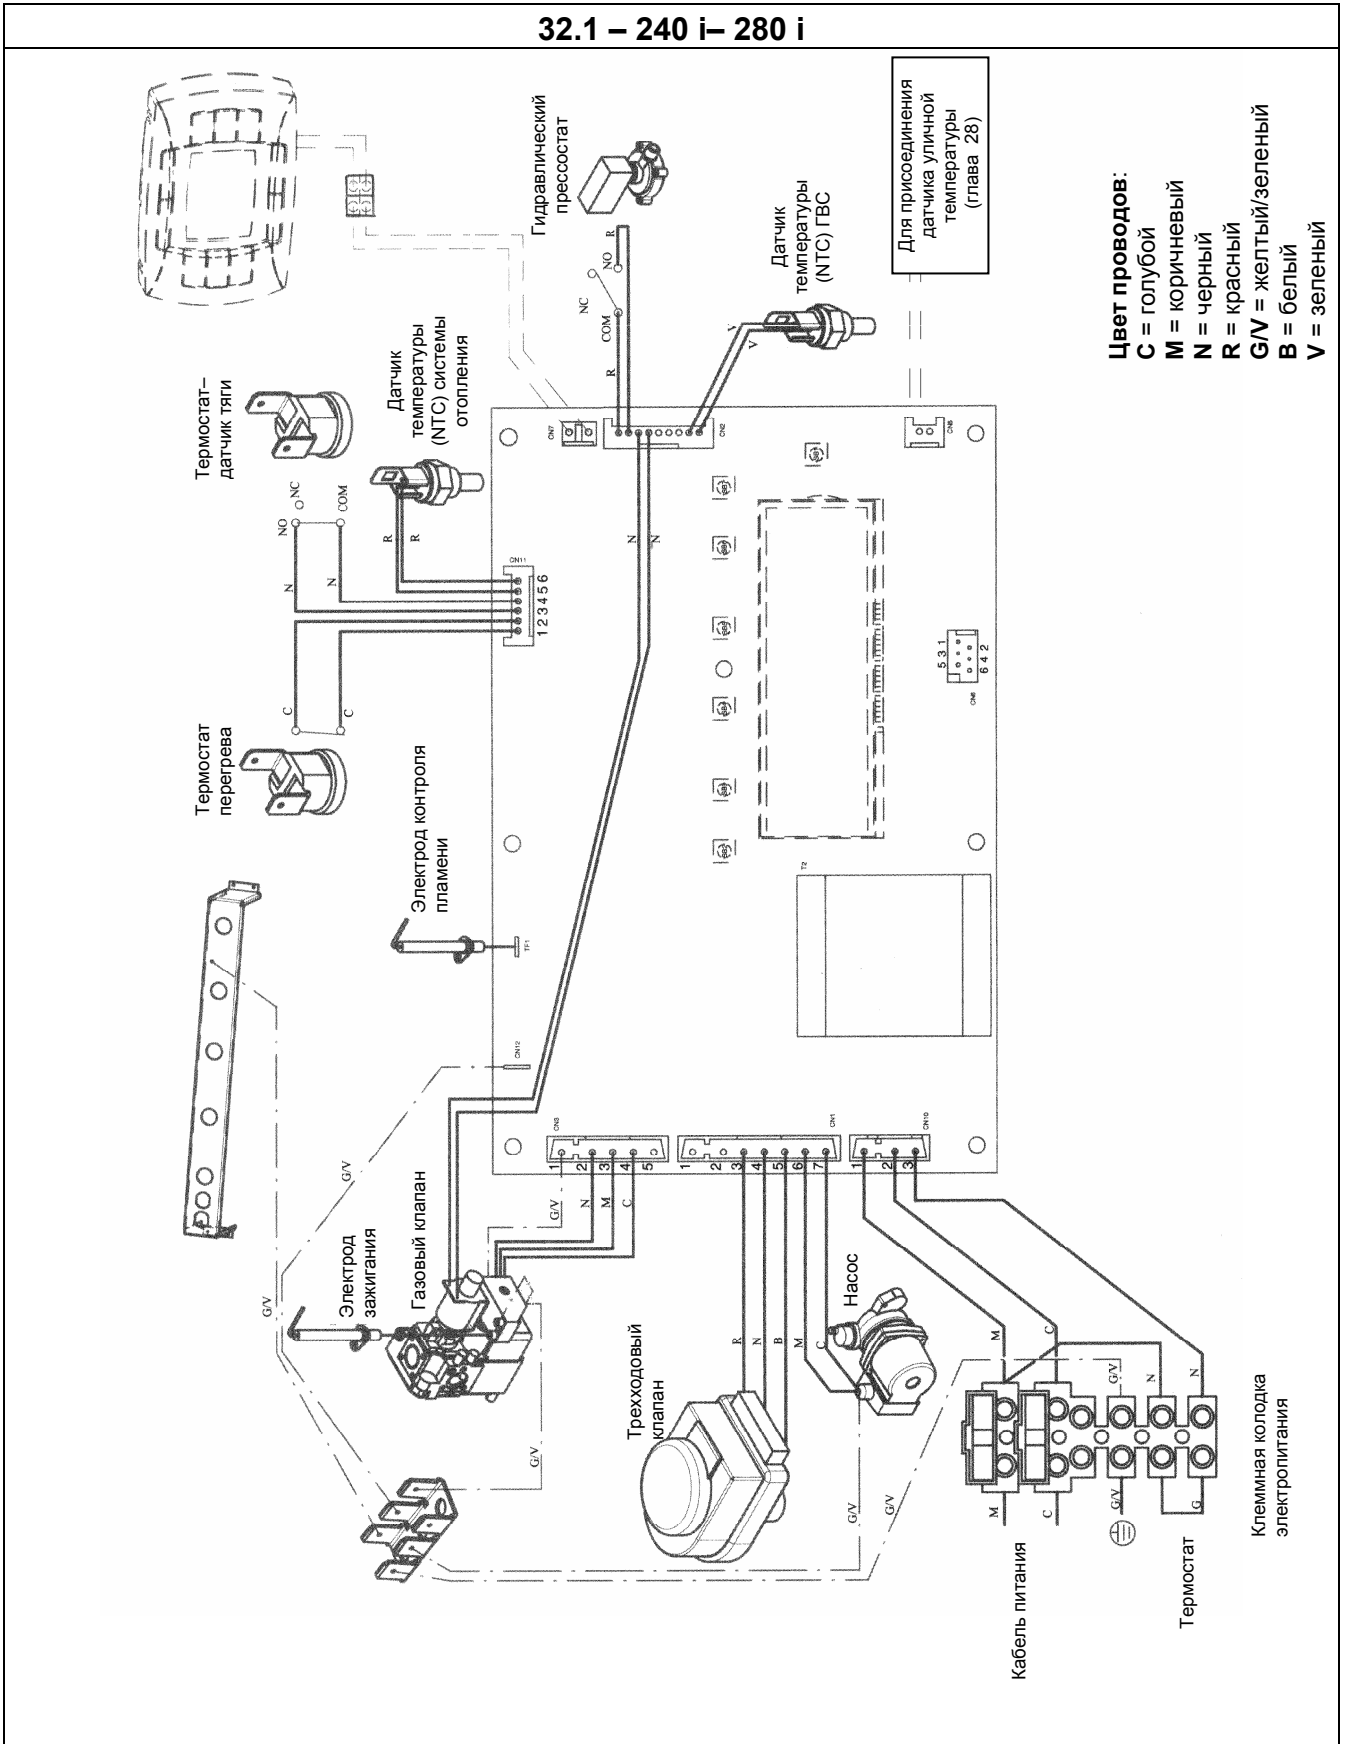 32.1 – 240 i– 280 i
Гидравлический
прессостат
Для присоединения
датчика уличной
температуры
(глава 28)
Датчик
температуры
(NTC) ГВС
Цвет проводов:
C = голубой
M = коричневый
N = черный
R = красный
G/V = желтый/зеленый
B = белый
V = зеленый
Термостат–
датчик тяги
Датчик
температуры
(NTC) системы
отопления
NO
NC
COM
N
N
R
R
R
COM
NC
NO
R
V
V
CN7
CN2
CN8
CN11
1 2 3 4 5 6
N
N
C
C
Термостат
перегрева
Электрод контроля
пламени
TF1
CN12
T2
5 3 1
6 4 2
CN6
G/V
G/V
Электрод
зажигания
Газовый клапан
G/V
N
M
C
CN3
1
2
3
4
5
CN1
1
2
3
4
5
6
7
CN10
1
2
3
G/V
Трехходовый
клапан
R
N
B
M
C
Насос
G/V
G/V
M
C
G/V
N
N
M
C
G/V
G
Кабель питания
Термостат
Клеммная колодка
электропитания